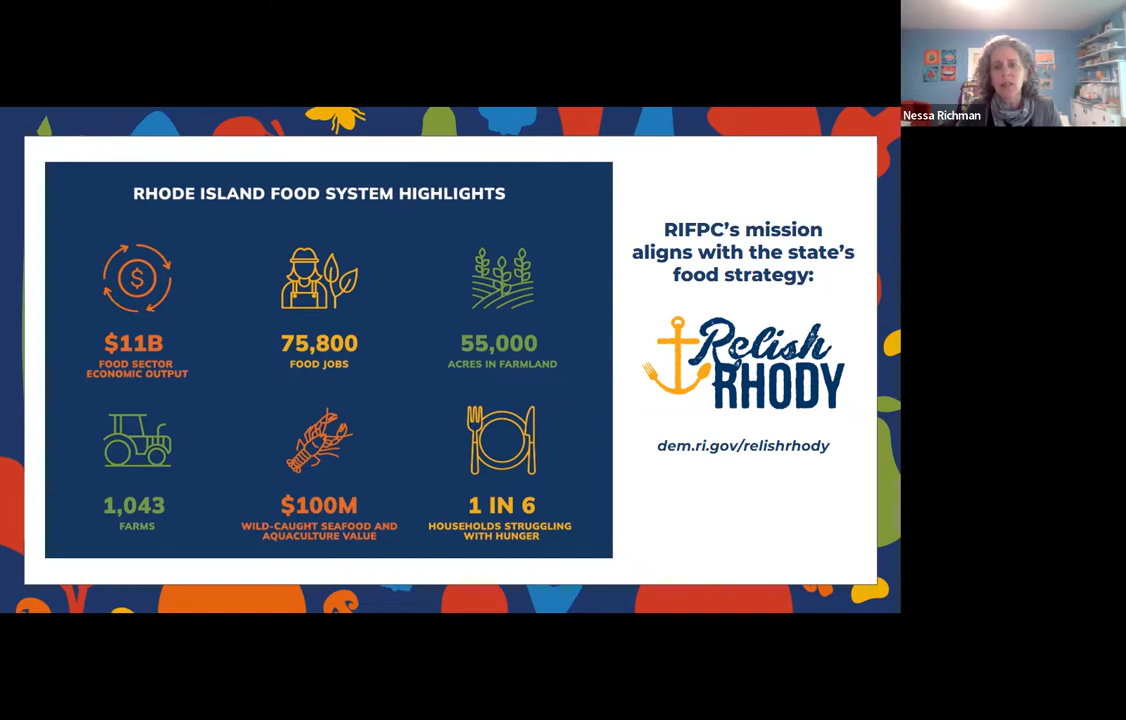 Nessa Richman
RHODE ISLAND FOOD SYSTEM HIGHLIGHTS
$
$11B
FOOD SECTOR
ECONOMIC OUTPUT
75,800
FOOD JOBS
55,000
ACRES IN FARMLAND
1,043
FARMS
$100M
WILD-CAUGHT SEAFOOD AND
AQUACULTURE VALUE
1 IN 6
HOUSEHOLDS STRUGGLING
WITH HUNGER
RIFPC’s mission
aligns with the state’s
food strategy:
Relish
RHODY
dem.ri.gov/relishrhody